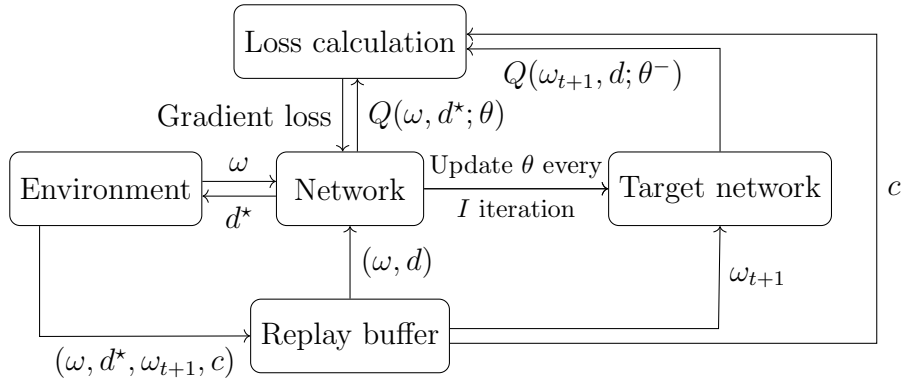 Loss calculation
Q(ω_{t+1}, d; θ⁻)
Gradient loss
Q(ω, d⋆; θ)
Environment
ω
d⋆
Network
Update θ every
I iteration
Target network
c
(ω, d)
ω_{t+1}
Replay buffer
(ω, d⋆, ω_{t+1}, c)